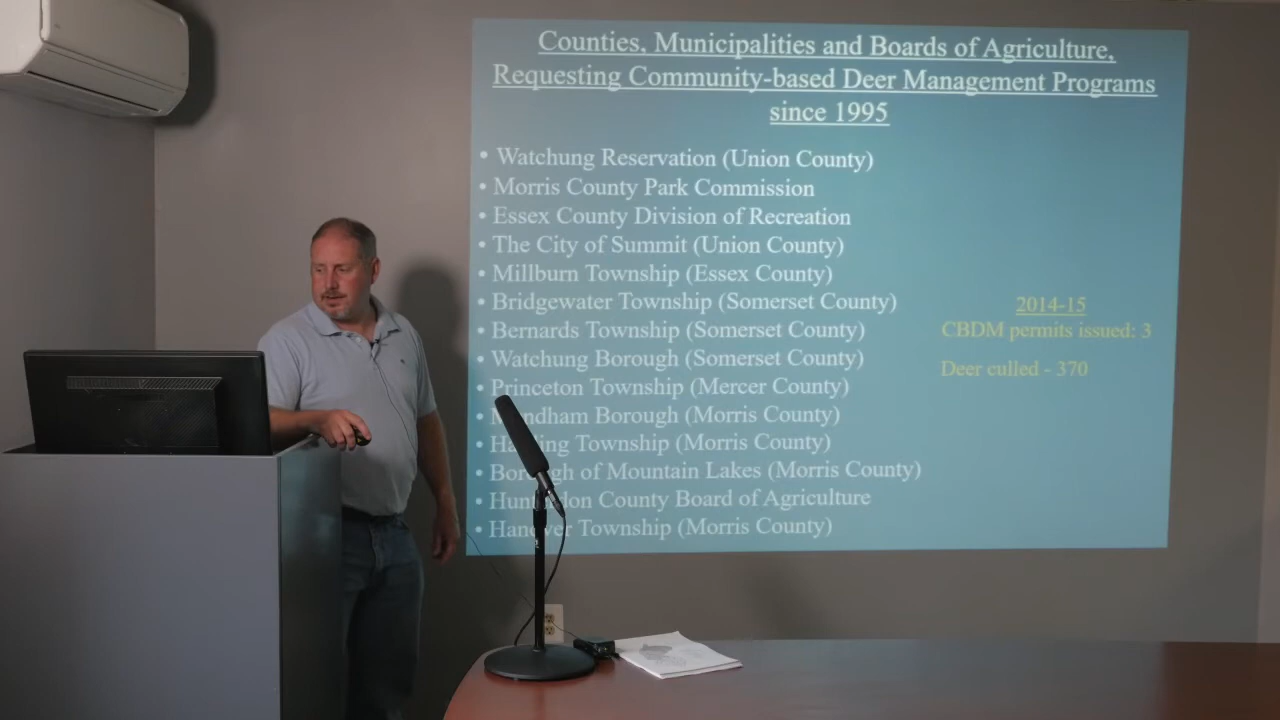 Counties, Municipalities and Boards of Agriculture,
Requesting Community-based Deer Management Programs
since 1995
• Watchung Reservation (Union County)
• Morris County Park Commission
• Essex County Division of Recreation
• The City of Summit (Union County)
• Millburn Township (Essex County)
• Bridgewater Township (Somerset County)
• Bernards Township (Somerset County)
• Watchung Borough (Somerset County)
• Princeton Township (Mercer County)
• Mendham Borough (Morris County)
• Harding Township (Morris County)
• Borough of Mountain Lakes (Morris County)
• Hunterdon County Board of Agriculture
• Hanover Township (Morris County)
2014-15
CBDM permits issued: 3
Deer culled - 370